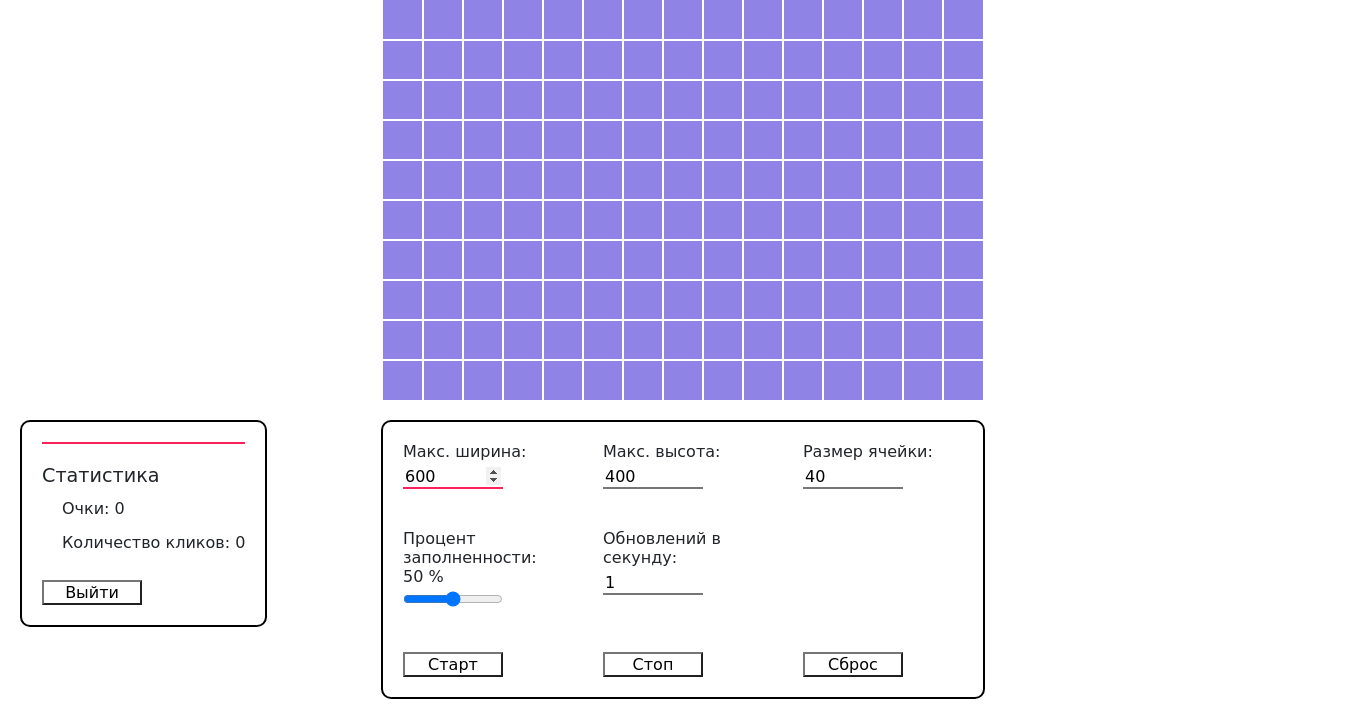 Статистика
Очки: 0
Количество кликов: 0
Выйти
Макс. ширина:
600
Макс. высота:
400
Размер ячейки:
40
Процент
заполненности:
50 %
Обновлений в
секунду:
1
Старт
Стоп
Сброс